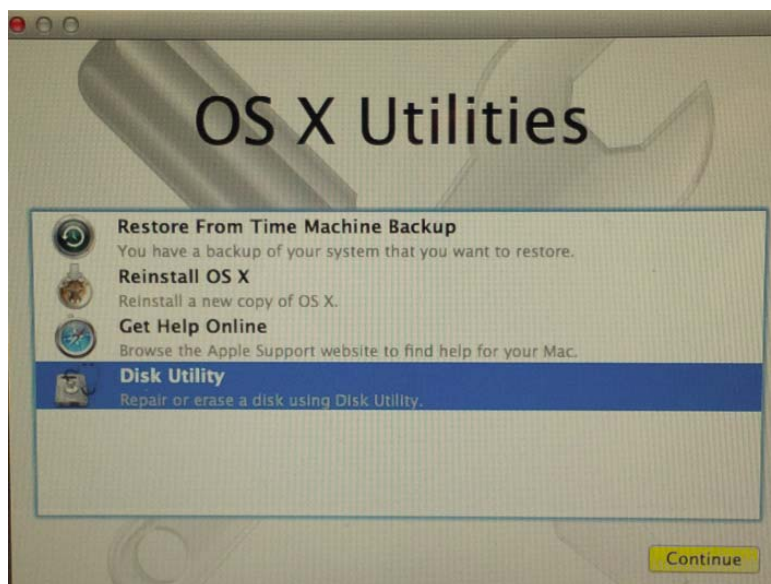 OS X Utilities
Restore From Time Machine Backup
You have a backup of your system that you want to restore.
Reinstall OS X
Reinstall a new copy of OS X.
Get Help Online
Browse the Apple Support website to find help for your Mac.
Disk Utility
Repair or erase a disk using Disk Utility.
Continue